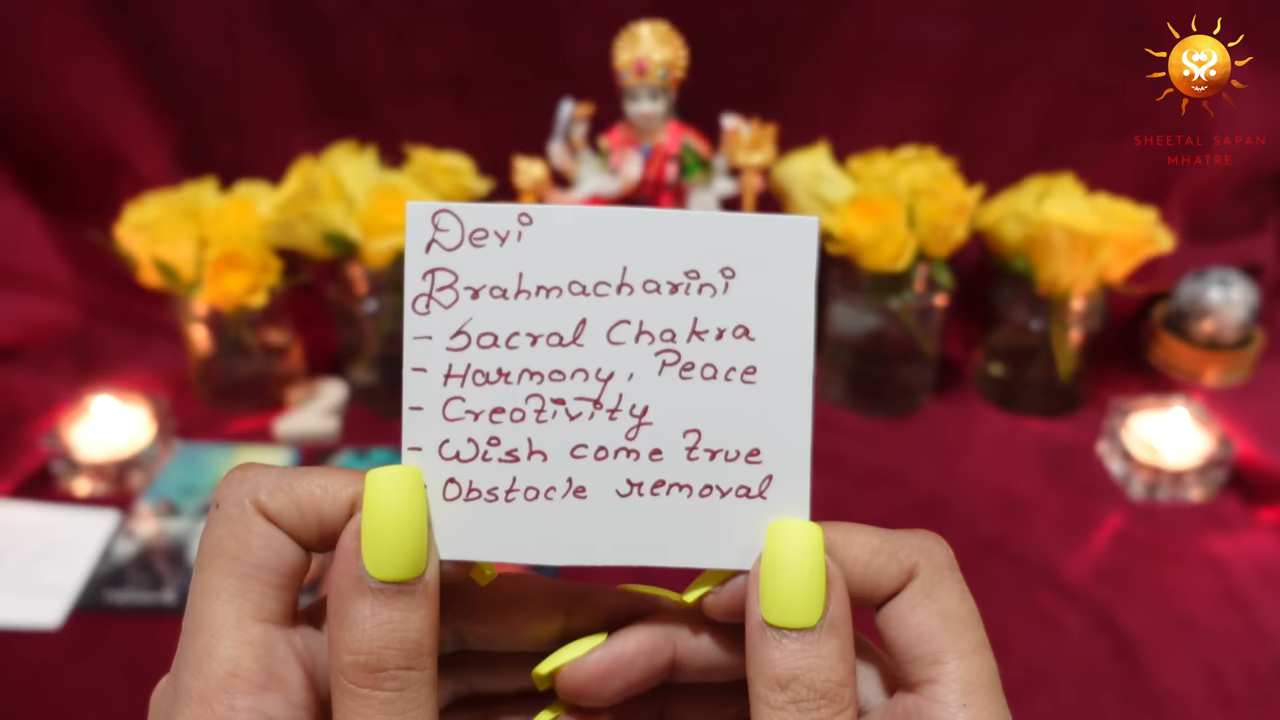 Devi
Brahmacharini
- Sacral Chakra
- Harmony, Peace
- Creativity
- Wish come true
- Obstacle removal
SHEETAL SAPAN
MHATRE